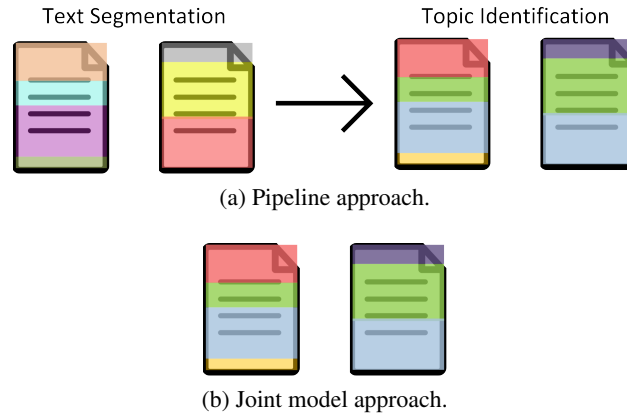 Text Segmentation
Topic Identification
(a) Pipeline approach.
(b) Joint model approach.